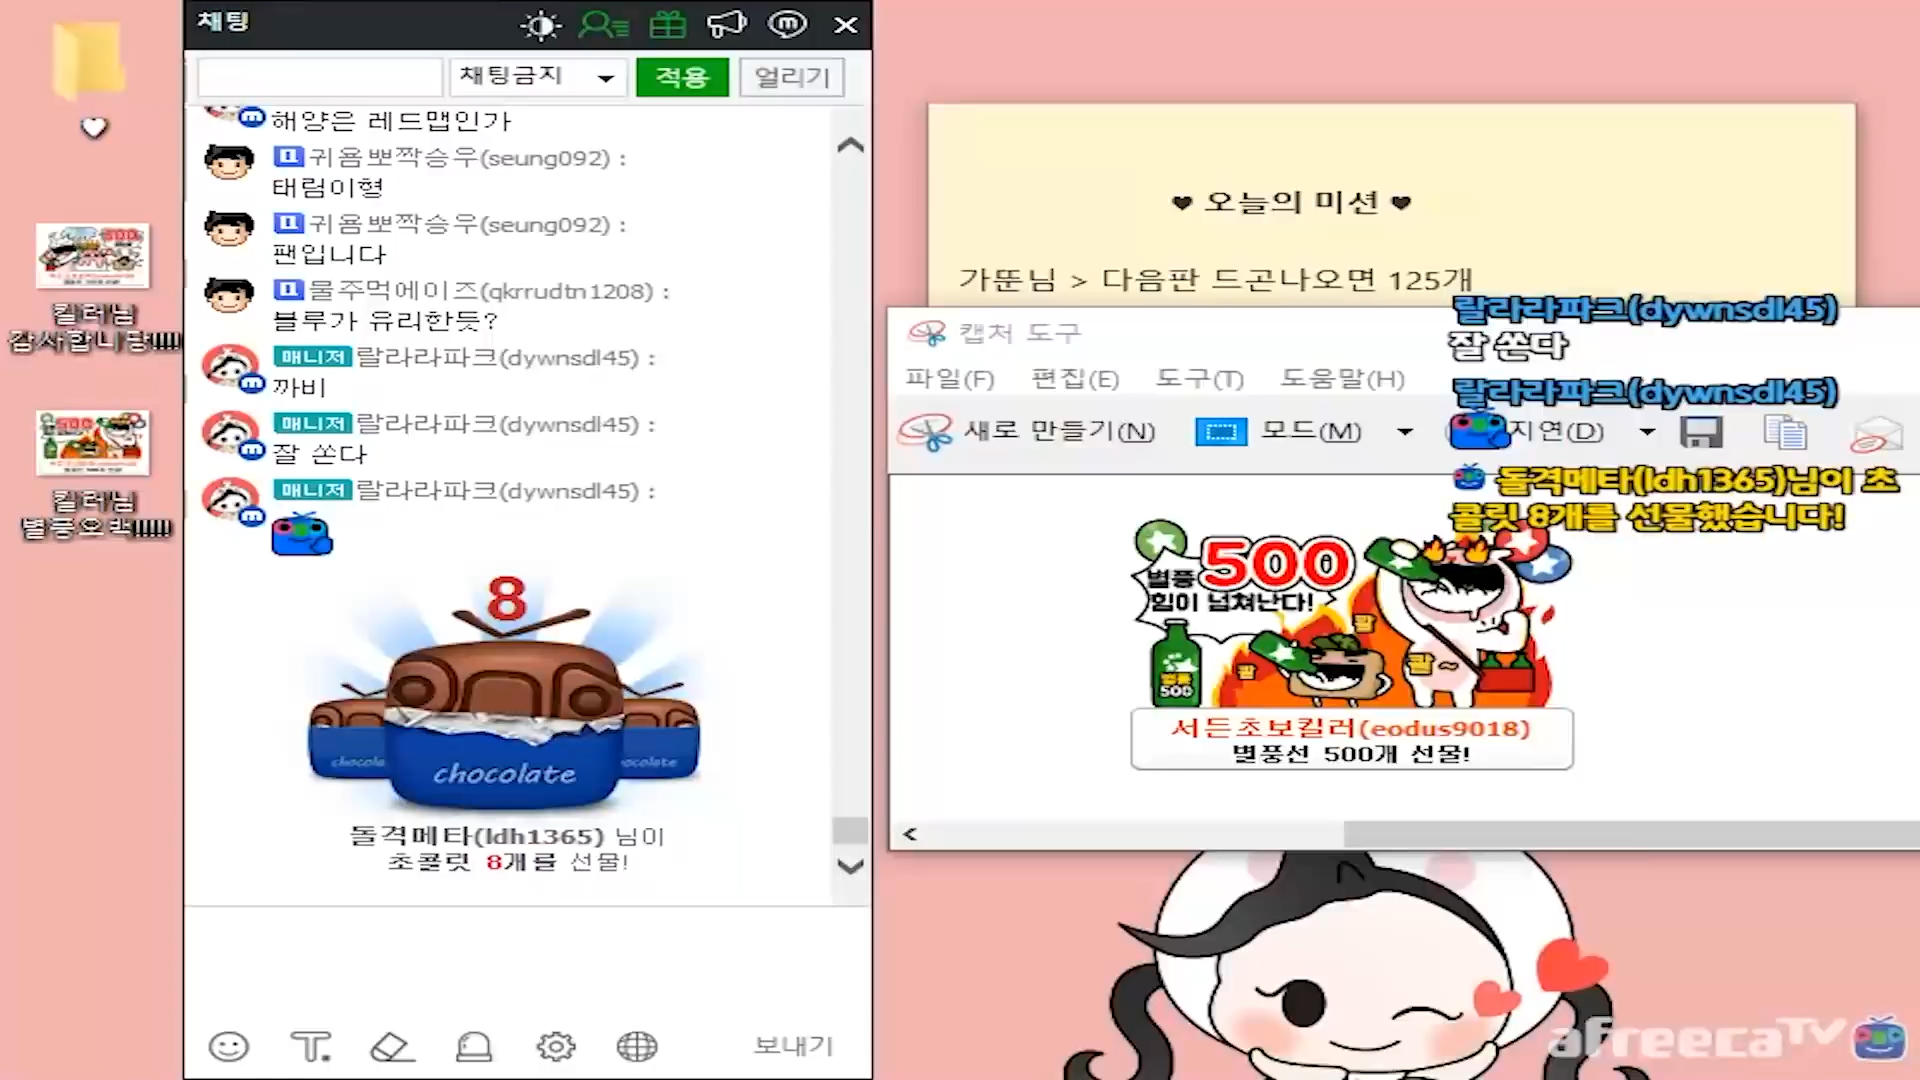 채팅
채팅금지
적용
얼리기
해양은 레드맵인가
귀욤뽀짝승우(seung092) :
태림이형
귀욤뽀짝승우(seung092) :
팬입니다
물주먹에이즈(qkrrudtn1208) :
블루가 유리한듯?
매니저 랄라라파크(dywnsdl45) :
까비
매니저 랄라라파크(dywnsdl45) :
잘 쏜다
매니저 랄라라파크(dywnsdl45) :
8
chocolate
돌격메타(ldh1365) 님이
초콜릿 8개를 선물!
보내기
킬러님
감사합니당!!!!!
킬러님
별풍오백!!!!!
♥ 오늘의 미션 ♥
가뚠님 > 다음판 드곤나오면 125개
캡처 도구
파일(F) 편집(E) 도구(T) 도움말(H)
새로 만들기(N) 모드(M) 지연(D)
랄라라파크(dywnsdl45)
잘 쏜다
랄라라파크(dywnsdl45)
돌격메타(ldh1365)님이 초
콜릿 8개를 선물했습니다!
별풍 500
힘이 넘쳐난다!
콸
콸~
별풍
500
서든초보킬러(eodus9018)
별풍선 500개 선물!
afreecaTV